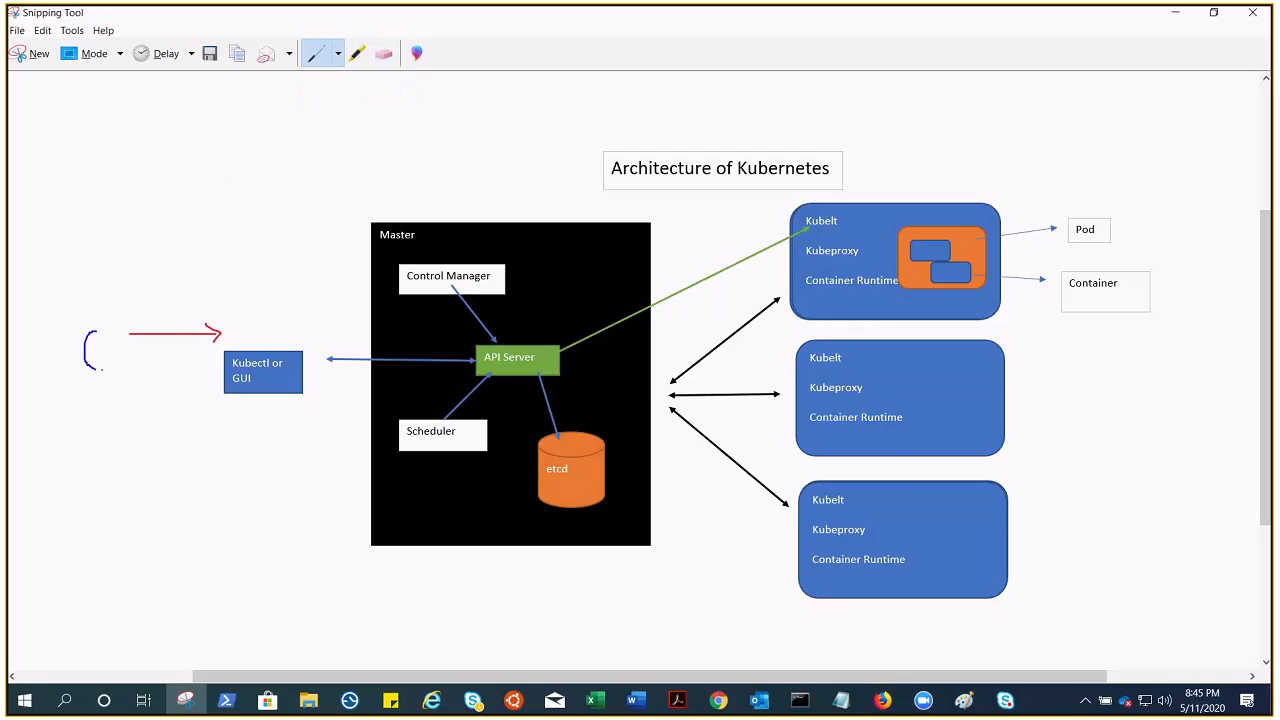 Snipping Tool
File Edit Tools Help
New Mode Delay
Architecture of Kubernetes
Master
Control Manager
API Server
Scheduler
etcd
Kubectl or
GUI
Kubelt
Kubeproxy
Container Runtime
Pod
Container
Kubelt
Kubeproxy
Container Runtime
Kubelt
Kubeproxy
Container Runtime
8:45 PM
5/11/2020